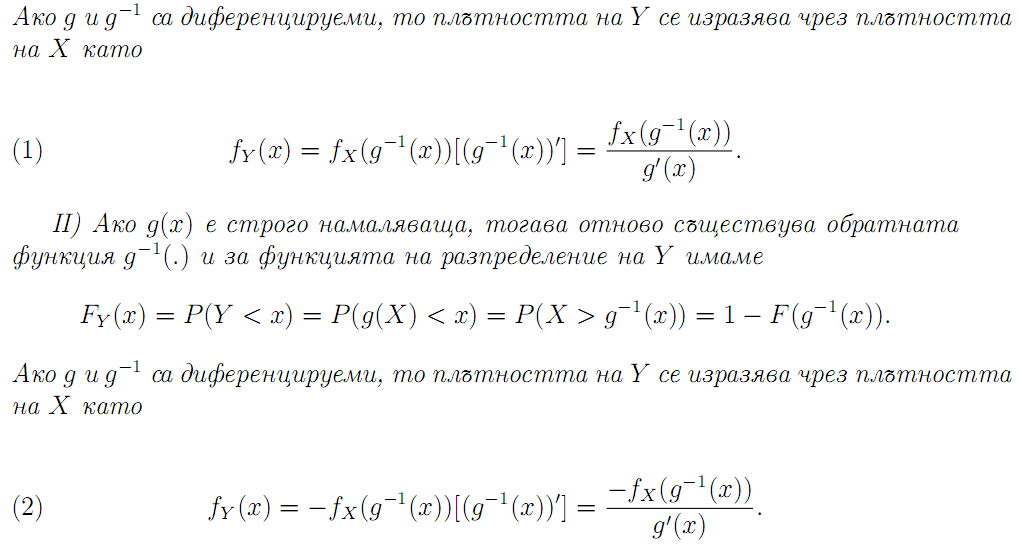 Ако g и g⁻¹ са диференцируеми, то плътността на Y се изразява чрез плътността
на X като
(1) f_Y(x) = f_X(g⁻¹(x))[(g⁻¹(x))′] = \frac{f_X(g⁻¹(x))}{g′(x)}.
II) Ако g(x) е строго намаляваща, тогава отново съществува обратната
функция g⁻¹(.) и за функцията на разпределение на Y имаме
F_Y(x) = P(Y < x) = P(g(X) < x) = P(X > g⁻¹(x)) = 1 − F(g⁻¹(x)).
Ако g и g⁻¹ са диференцируеми, то плътността на Y се изразява чрез плътността
на X като
(2) f_Y(x) = −f_X(g⁻¹(x))[(g⁻¹(x))′] = \frac{−f_X(g⁻¹(x))}{g′(x)}.